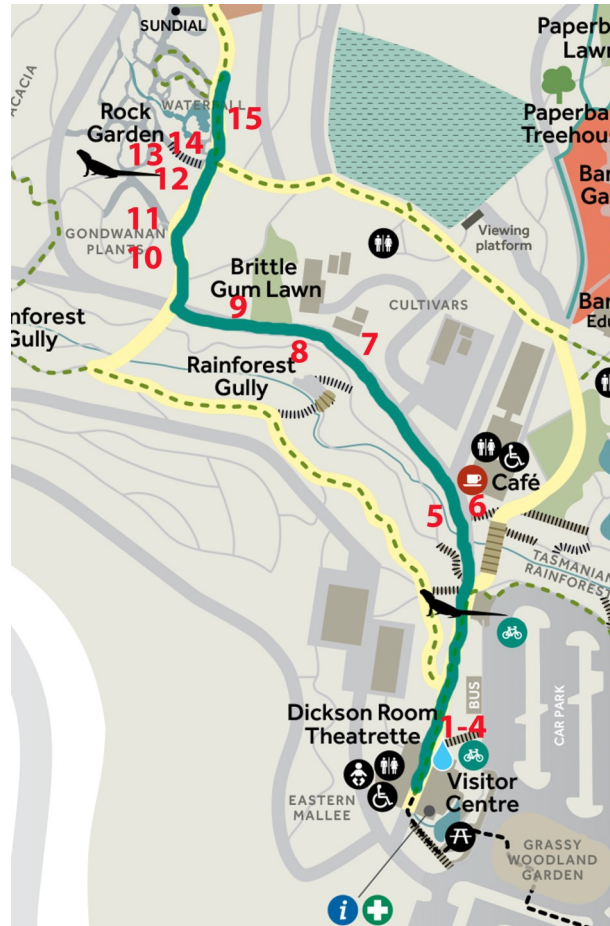 SUNDIAL
Paperb
Lawn
ACACIA
WATERFALL
Rock
Garden
15
14
13
12
Paperba
Treehous
Ban
Ga
11
GONDWANAN
PLANTS
10
Viewing
platform
Brittle
Gum Lawn
9
CULTIVARS
Ban
Edu
nforest
Gully
8
7
Rainforest
Gully
Café
6
5
TASMANIAN
RAINFOREST
BUS
CAR PARK
Dickson Room
Theatrette
1-4
Visitor
Centre
EASTERN
MALLEE
GRASSY
WOODLAND
GARDEN
i